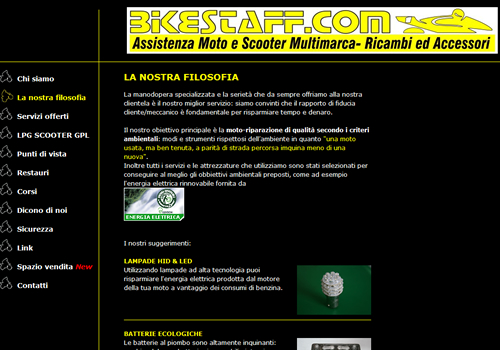 BIKESTAFF.COM
Assistenza Moto e Scooter Multimarca- Ricambi ed Accessori
Chi siamo
La nostra filosofia
Servizi offerti
LPG SCOOTER GPL
Punti di vista
Restauri
Corsi
Dicono di noi
Sicurezza
Link
Spazio vendita New
Contatti
LA NOSTRA FILOSOFIA
La manodopera specializzata e la serietà che da sempre offriamo alla nostra
clientela è il nostro miglior servizio: siamo convinti che il rapporto di fiducia
cliente/meccanico è fondamentale per risparmiare tempo e denaro.
Il nostro obiettivo principale è la moto-riparazione di qualità secondo i criteri
ambientali: modi e strumenti rispettosi dell'ambiente in quanto "una moto
usata, ma ben tenuta, a parità di strada percorsa inquina meno di una
nuova".
Inoltre tutti i servizi e le attrezzature che utilizziamo sono stati selezionati per
conseguire al meglio gli obbiettivi ambientali preposti, come ad esempio
l'energia elettrica rinnovabile fornita da
ENERGIA ELETTRICA
I nostri suggerimenti:
LAMPADE HID & LED
Utilizzando lampade ad alta tecnologia puoi
risparmiare l'energia elettrica prodotta dal motore
della tua moto a vantaggio dei consumi di benzina.
BATTERIE ECOLOGICHE
Le batterie al piombo sono altamente inquinanti: